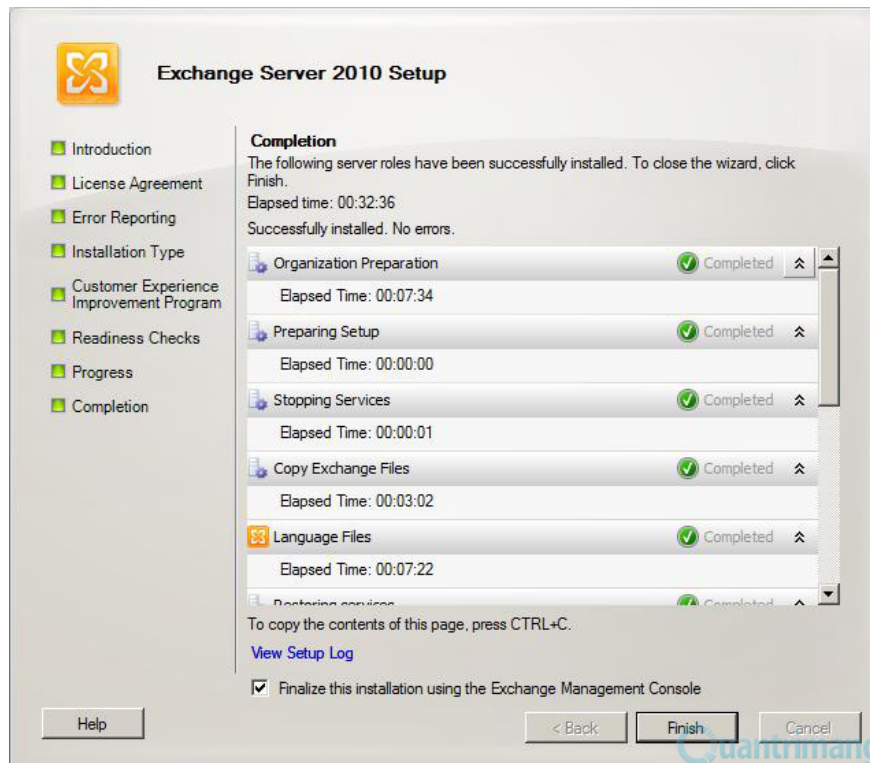 Exchange Server 2010 Setup
Introduction
License Agreement
Error Reporting
Installation Type
Customer Experience
Improvement Program
Readiness Checks
Progress
Completion
Completion
The following server roles have been successfully installed. To close the wizard, click
Finish.
Elapsed time: 00:32:36
Successfully installed. No errors.
Organization Preparation Completed
Elapsed Time: 00:07:34
Preparing Setup Completed
Elapsed Time: 00:00:00
Stopping Services Completed
Elapsed Time: 00:00:01
Copy Exchange Files Completed
Elapsed Time: 00:03:02
Language Files Completed
Elapsed Time: 00:07:22
Restoring services Completed
To copy the contents of this page, press CTRL+C.
View Setup Log
Finalize this installation using the Exchange Management Console
Help
< Back
Finish
Cancel
Quantrimang